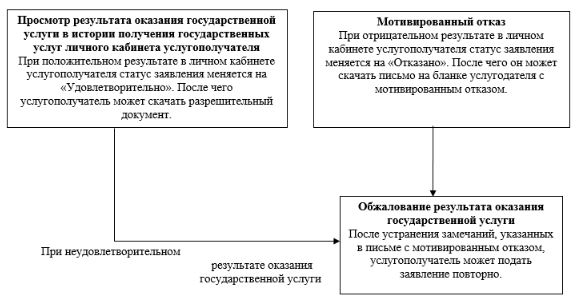 Просмотр результата оказания государственной
услуги в истории получения государственных
услуг личного кабинета услугополучателя
При положительном результате в личном кабинете
услугополучателя статус заявления меняется на
«Удовлетворительно». После чего
услугополучатель может скачать разрешительный
документ.
Мотивированный отказ
При отрицательном результате в личном
кабинете услугополучателя статус заявления
меняется на «Отказано». После чего он может
скачать письмо на бланке услугодателя с
мотивированным отказом.
Обжалование результата оказания
государственной услуги
После устранения замечаний, указанных
в письме с мотивированным отказом,
услугополучатель может подать
заявление повторно.
При неудовлетворительном
результате оказания
государственной услуги